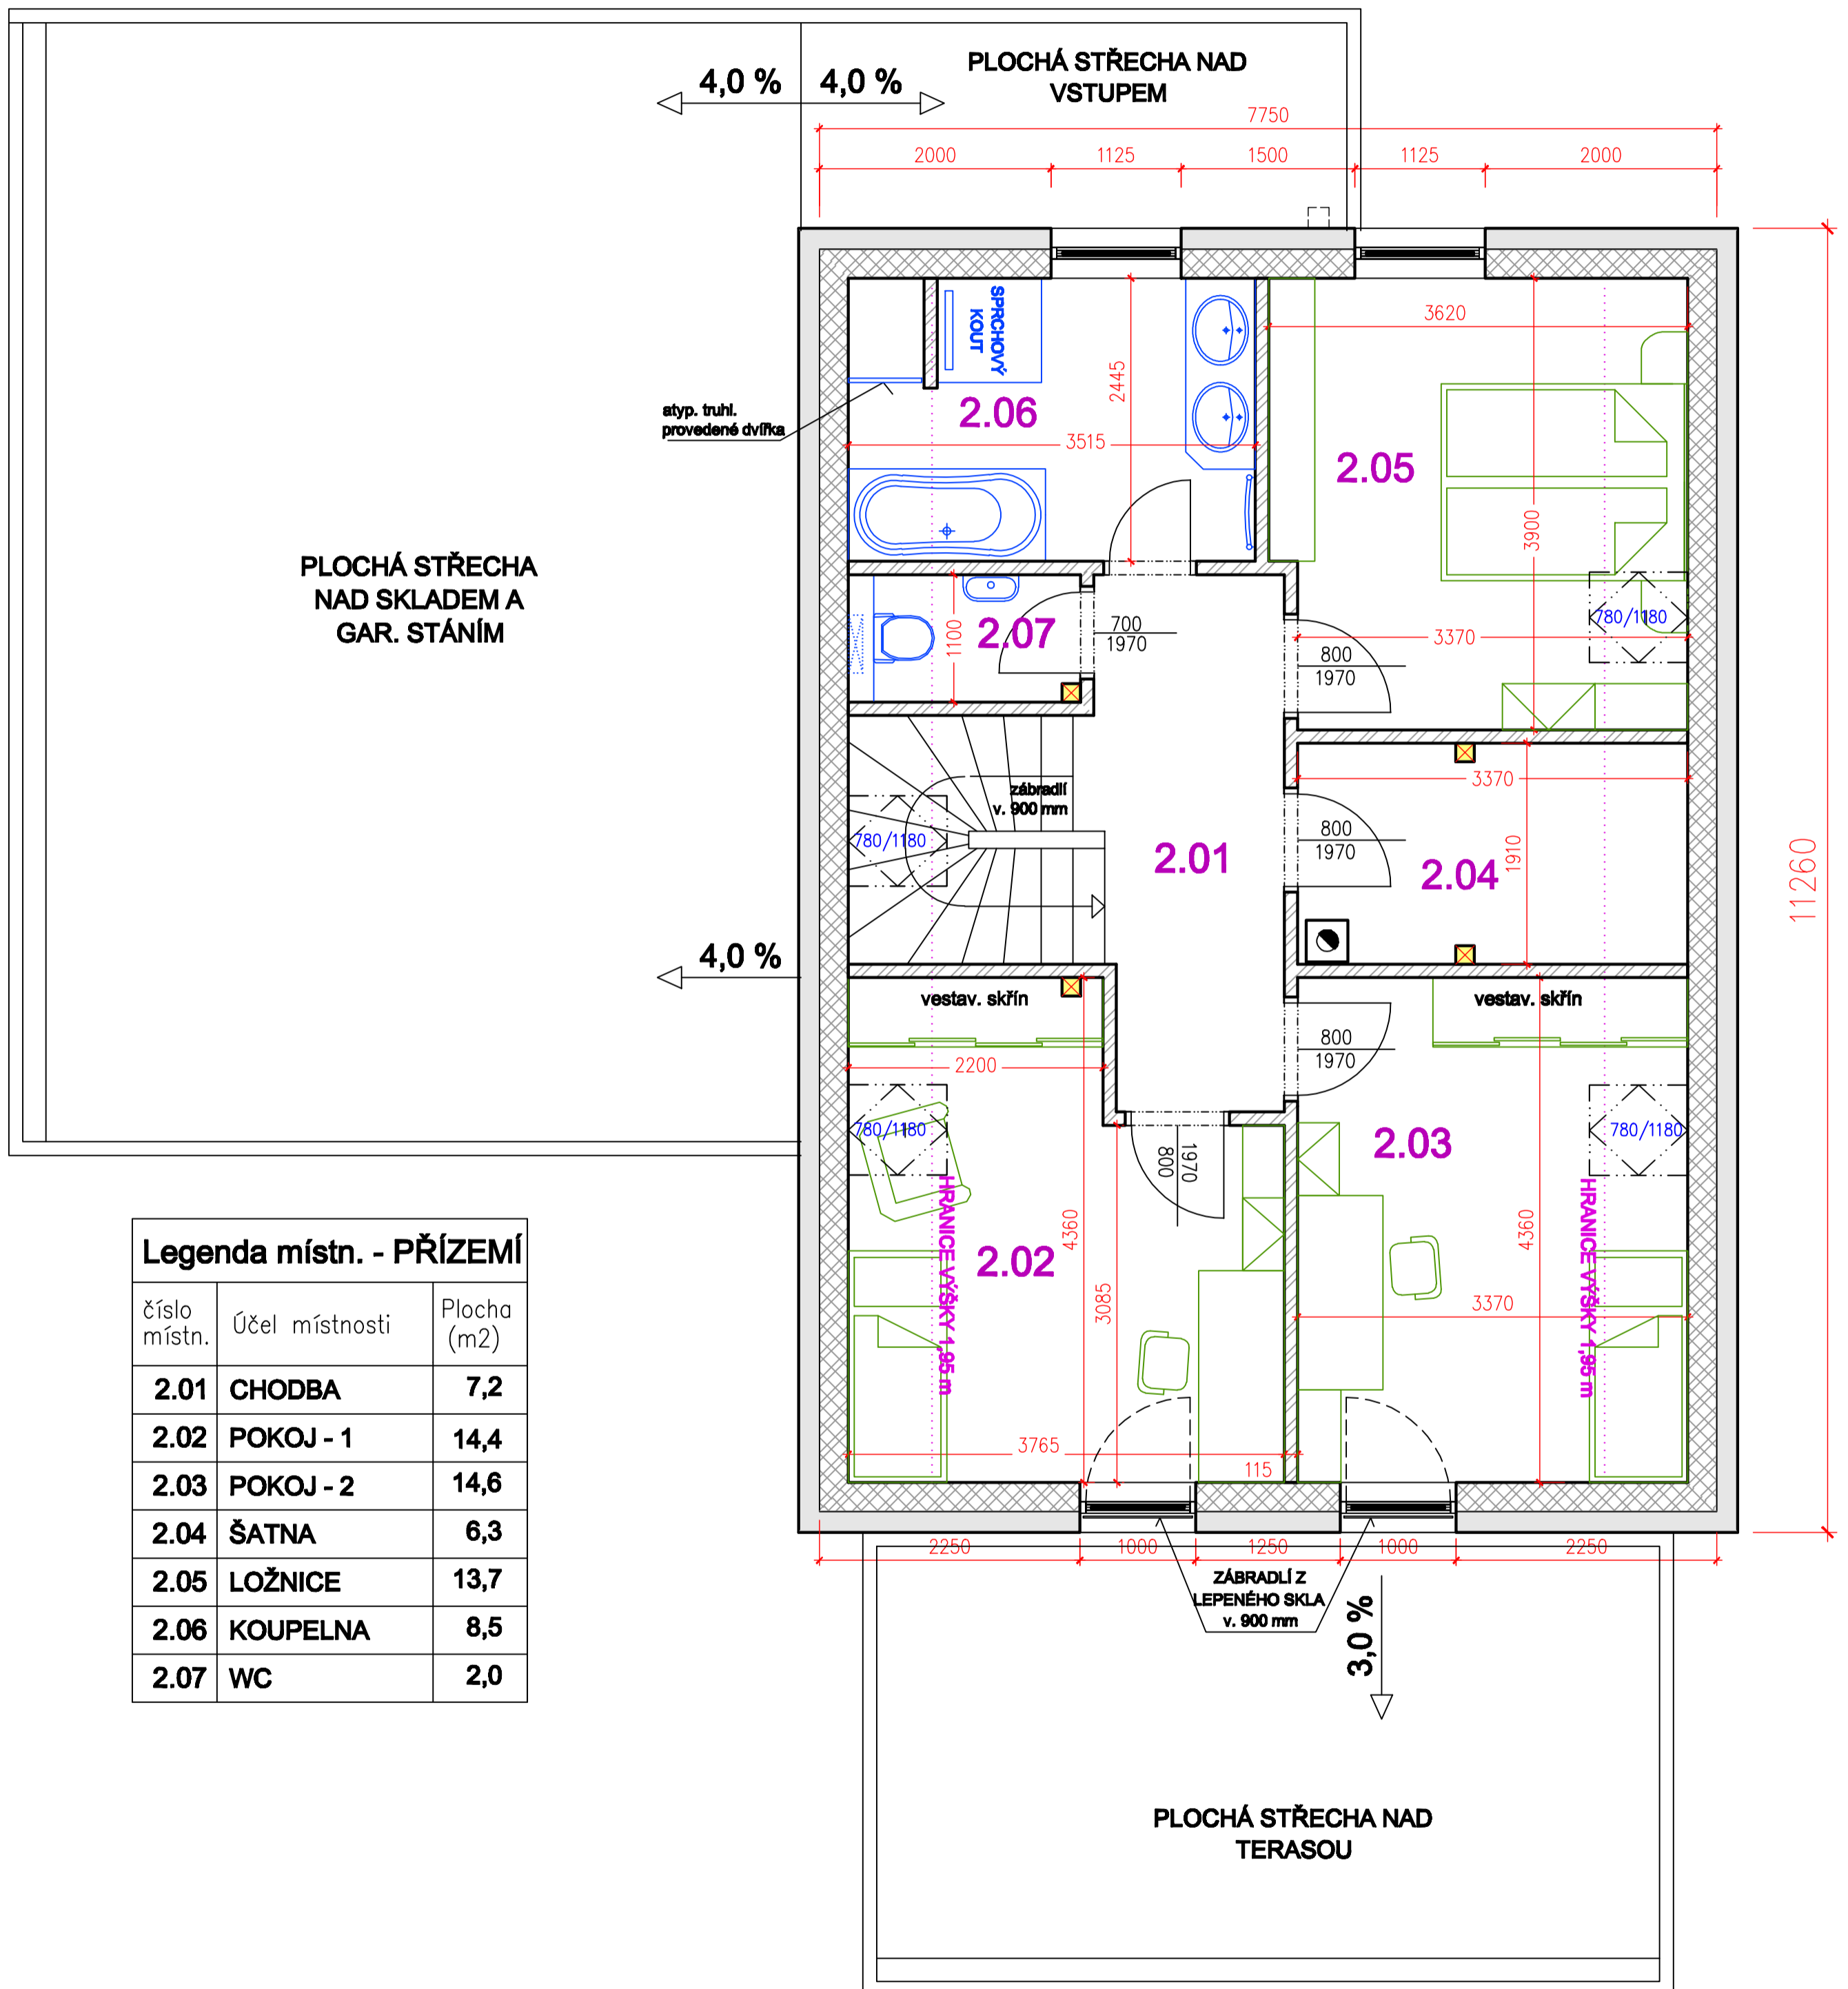 PLOCHÁ STŘECHA NAD
VSTUPEM
4,0 %
4,0 %
7750
2000
1125
1500
1125
2000
SPRCHOVÝ
KOUT
2445
3620
2.06
3515
atyp. truhl.
provedené dvířka
2.05
3900
11260
PLOCHÁ STŘECHA
NAD SKLADEM A
GAR. STÁNÍM
2.07
1100
700
1970
800
1970
3370
780/1180
zábradlí
v. 900 mm
780/1180
2.01
800
1970
3370
1910
2.04
4,0 %
vestav. skřín
vestav. skřín
2200
800
1970
780/1180
780/1180
1970
800
2.03
HRANICE VÝŠKY 1,95 m
HRANICE VÝŠKY 1,95 m
4360
4360
2.02
3085
3370
3765
115
2250
1000
1250
1000
2250
ZÁBRADLÍ Z
LEPENÉHO SKLA
v. 900 mm
3,0 %
PLOCHÁ STŘECHA NAD
TERASOU
Legenda místn. - PŘÍZEMÍ
číslo
místn.
Účel místnosti
Plocha
(m2)
2.01 CHODBA 7,2
2.02 POKOJ - 1 14,4
2.03 POKOJ - 2 14,6
2.04 ŠATNA 6,3
2.05 LOŽNICE 13,7
2.06 KOUPELNA 8,5
2.07 WC 2,0